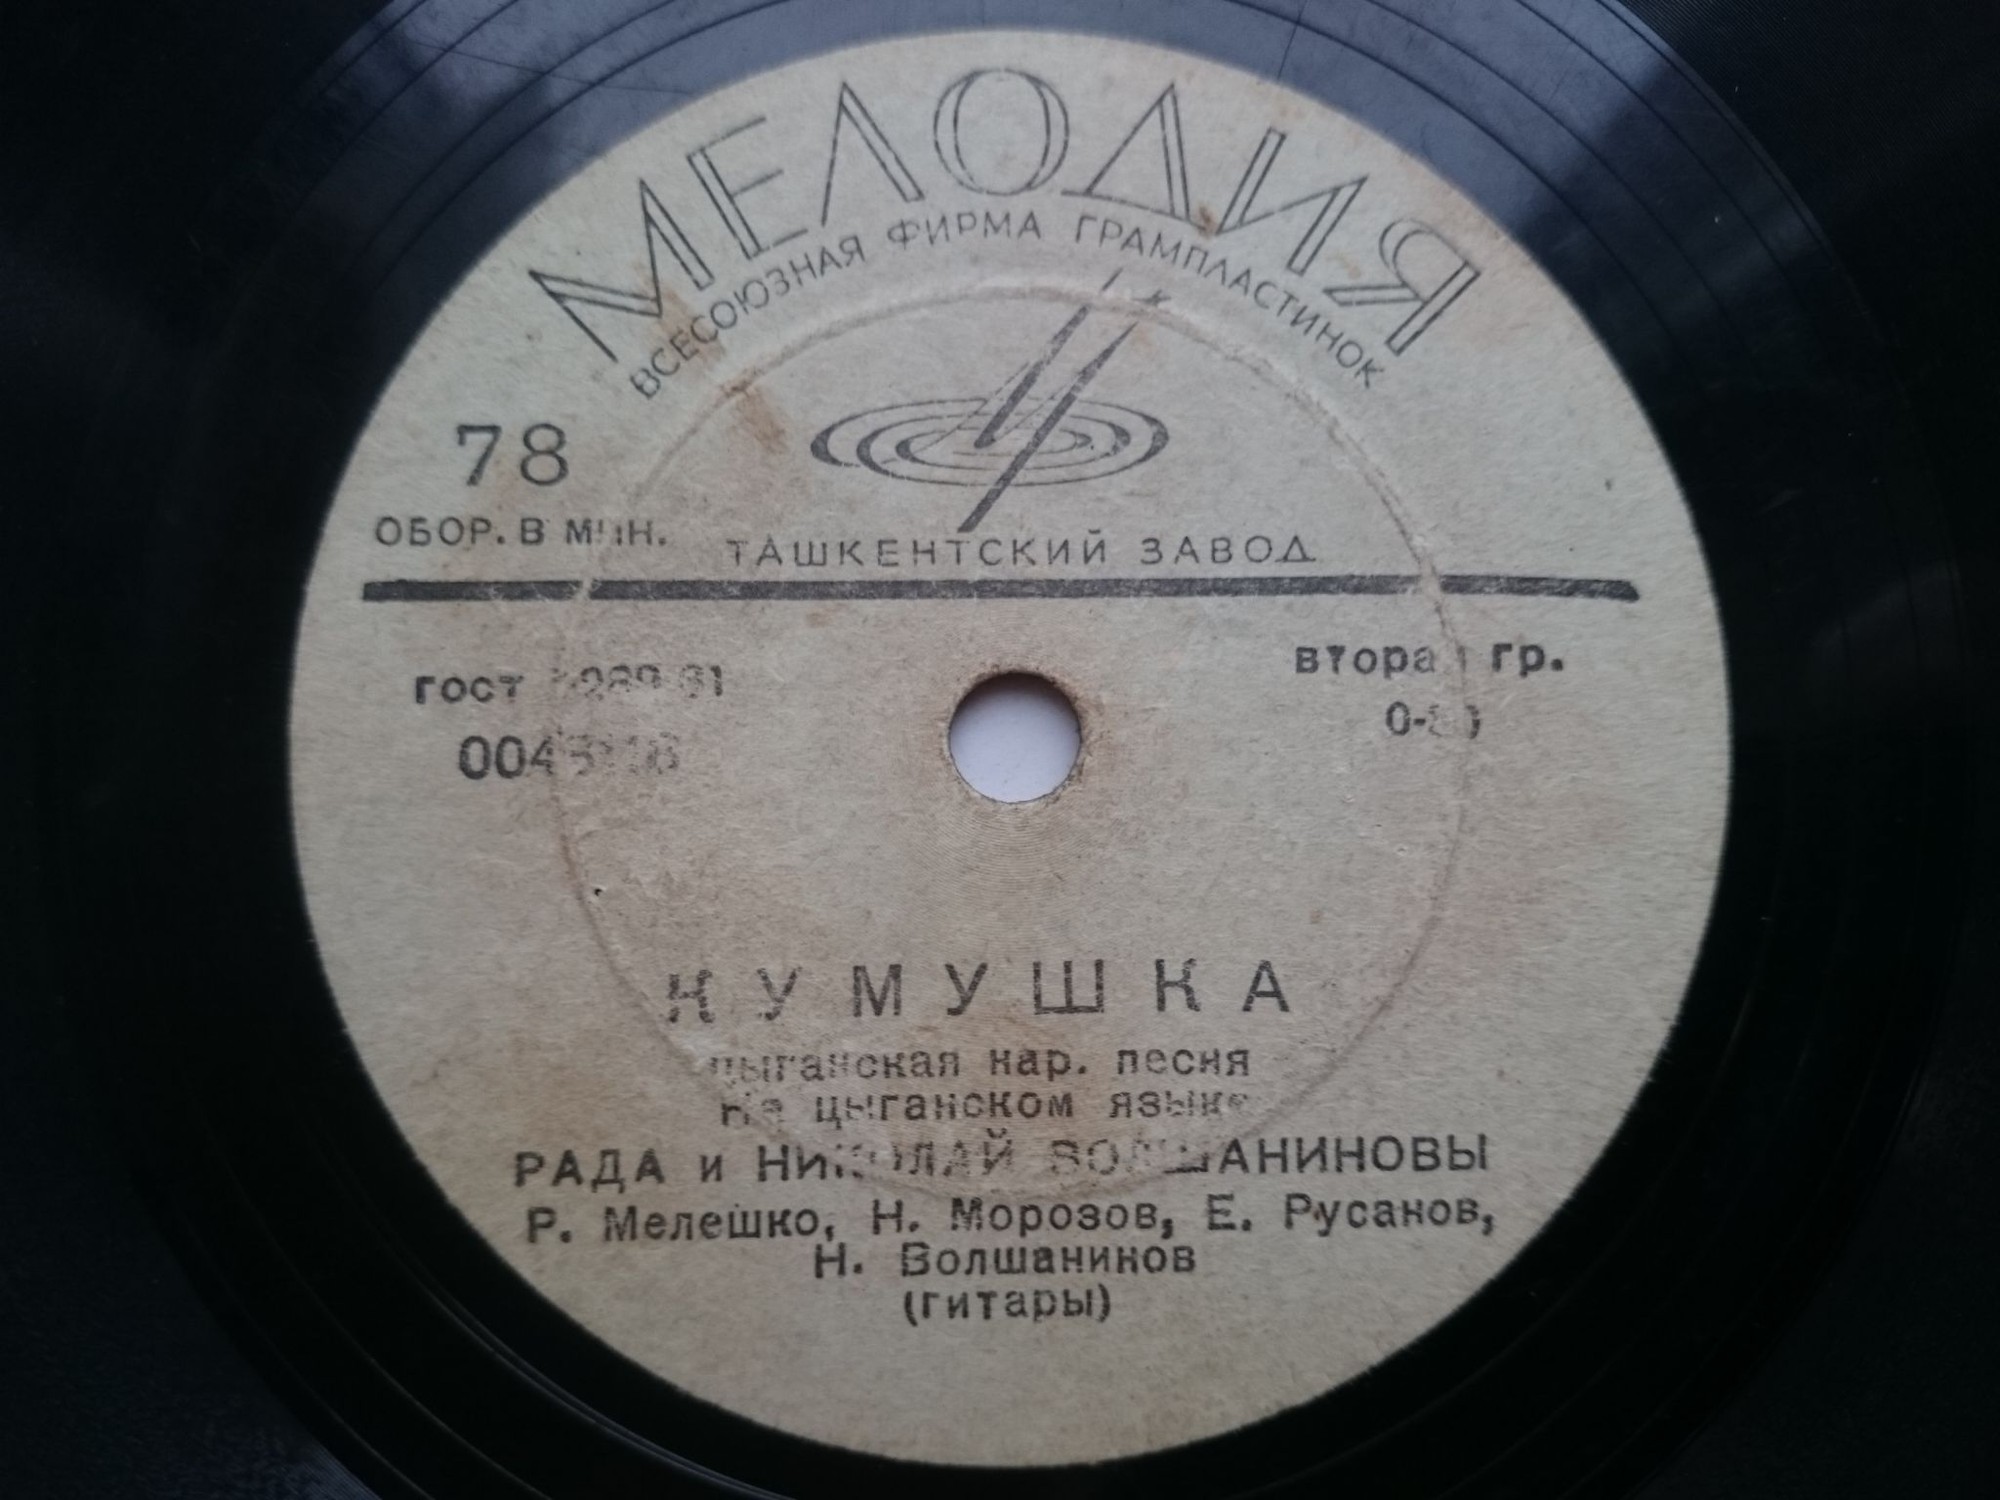 МЕЛОДИЯ
ВСЕСОЮЗНАЯ ФИРМА ГРАМПЛАСТИНОК
78
ОБОР. В МИН.
ТАШКЕНТСКИЙ ЗАВОД
гост
вторая гр.
КУМУШКА
цыганская нар. песня
На цыганском языке
РАДА и НИКОЛАЙ ВОЛШАНИНОВЫ
Р. Мелешко, Н. Морозов, Е. Русанов,
Н. Волшанинов
(гитары)